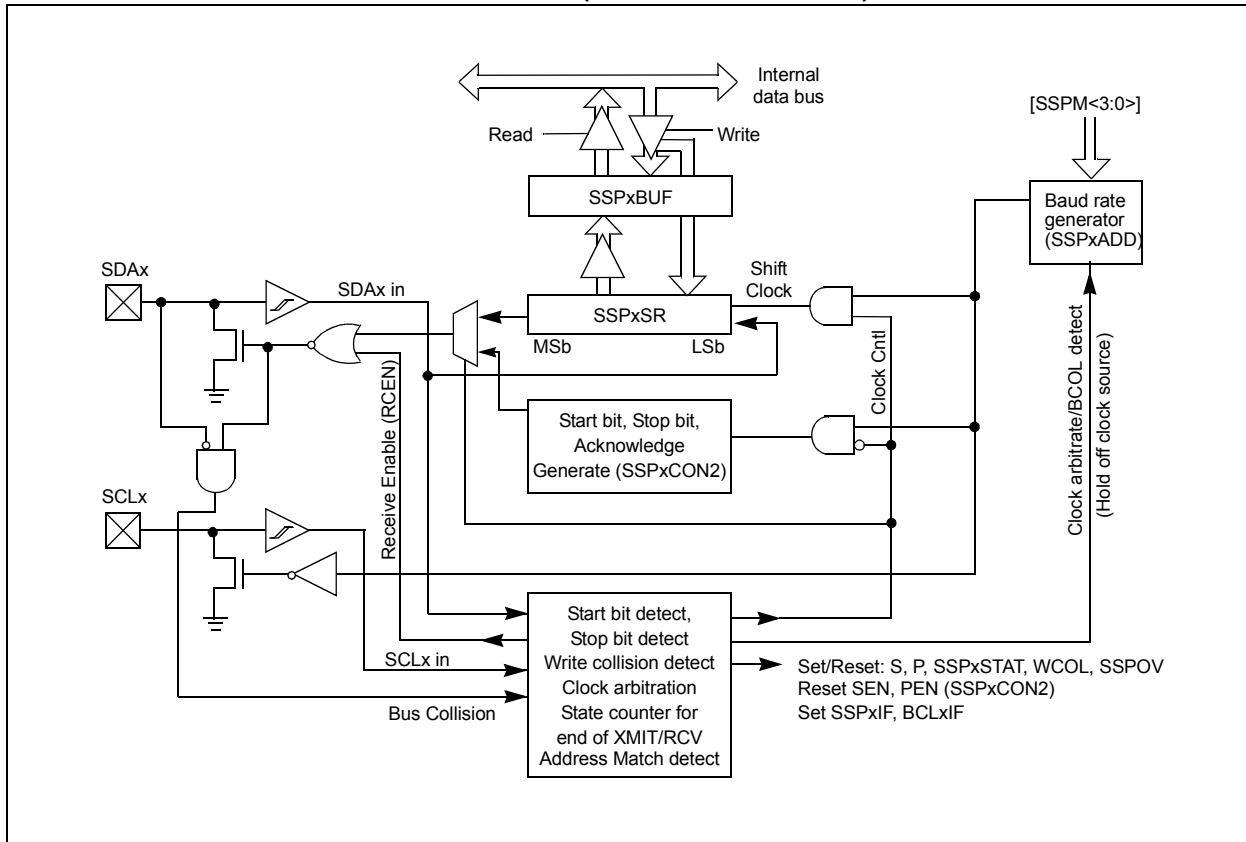 Internal
data bus
[SSPM<3:0>]
Read
Write
SSPxBUF
Baud rate
generator
(SSPxADD)
SDAx
SDAx in
Shift
Clock
SSPxSR
MSb
LSb
Receive Enable (RCEN)
Start bit, Stop bit,
Acknowledge
Generate (SSPxCON2)
Clock Cntl
Clock arbitrate/BCOL detect
(Hold off clock source)
SCLx
SCLx in
Bus Collision
Start bit detect,
Stop bit detect
Write collision detect
Clock arbitration
State counter for
end of XMIT/RCV
Address Match detect
Set/Reset: S, P, SSPxSTAT, WCOL, SSPOV
Reset SEN, PEN (SSPxCON2)
Set SSPxIF, BCLxIF